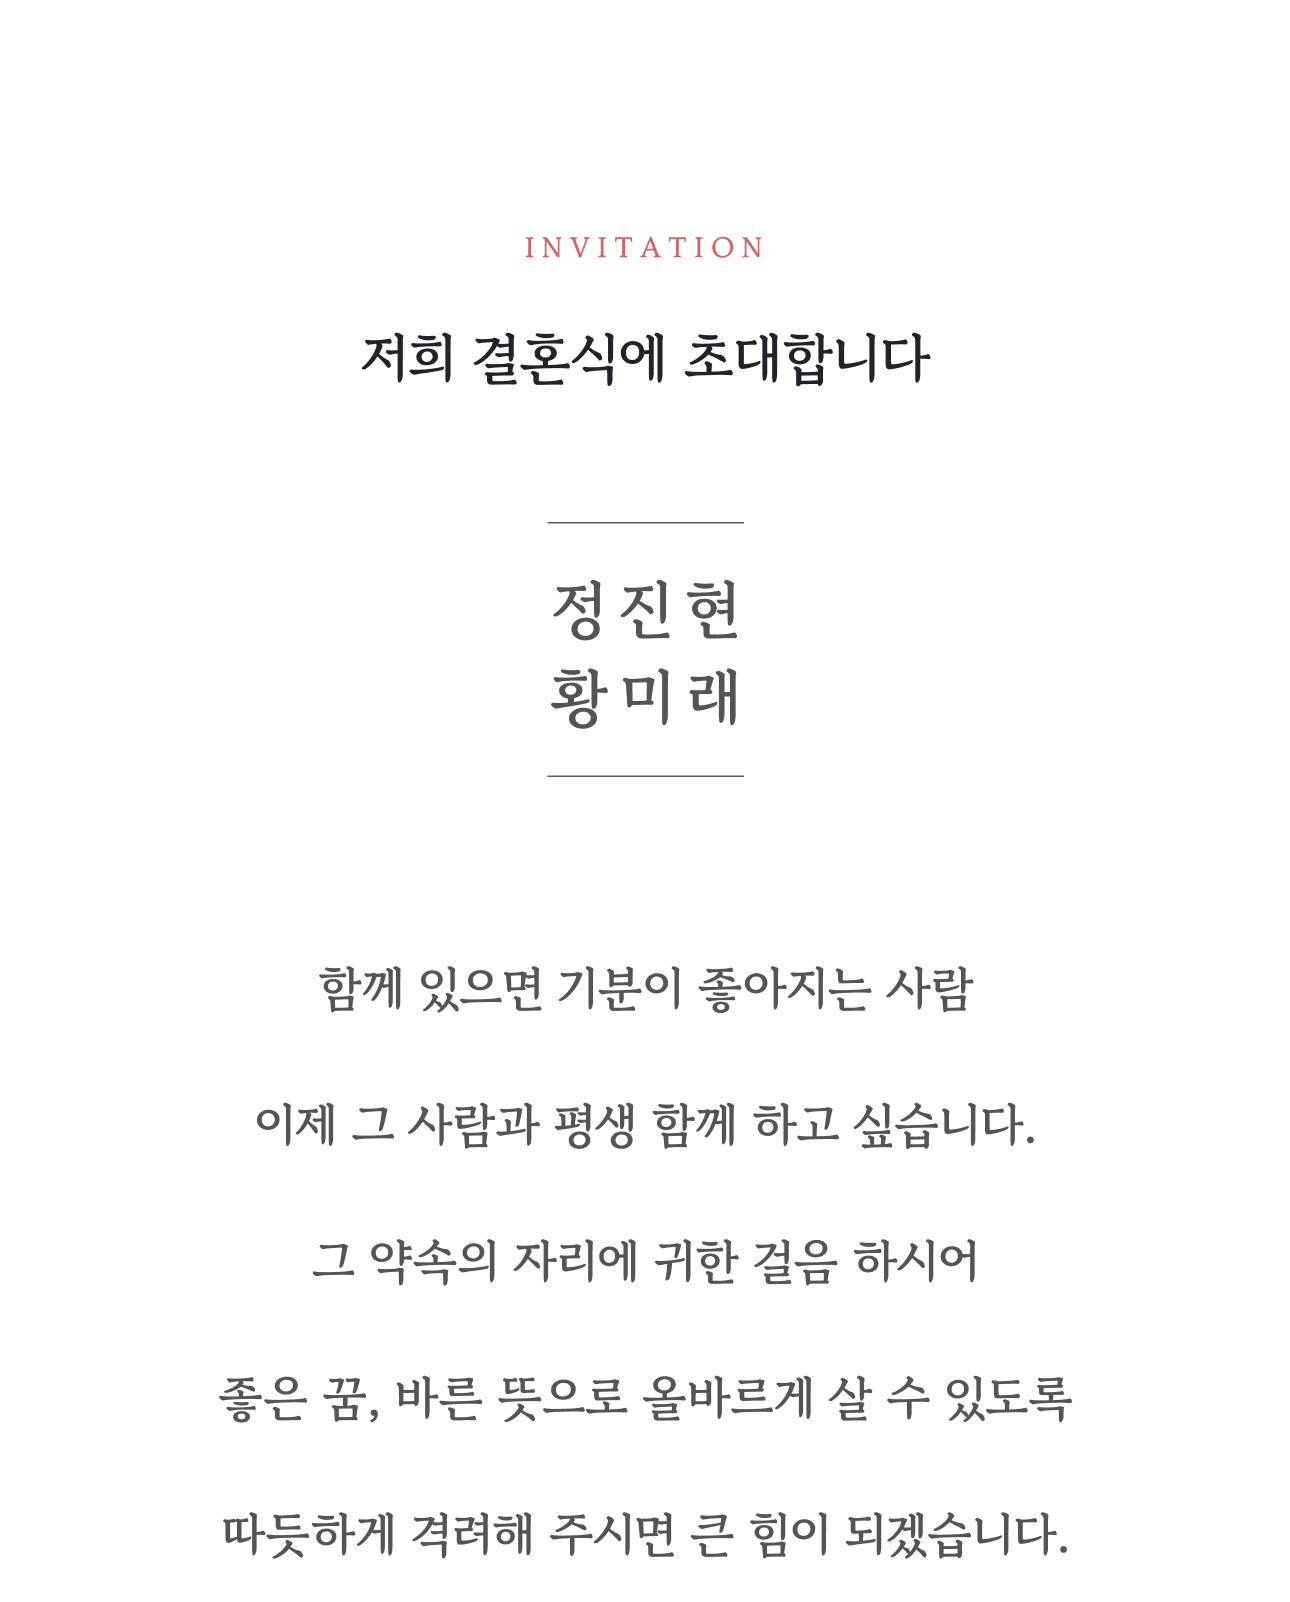 INVITATION
저희 결혼식에 초대합니다
정진현
황미래
함께 있으면 기분이 좋아지는 사람
이제 그 사람과 평생 함께 하고 싶습니다.
그 약속의 자리에 귀한 걸음 하시어
좋은 꿈, 바른 뜻으로 올바르게 살 수 있도록
따듯하게 격려해 주시면 큰 힘이 되겠습니다.